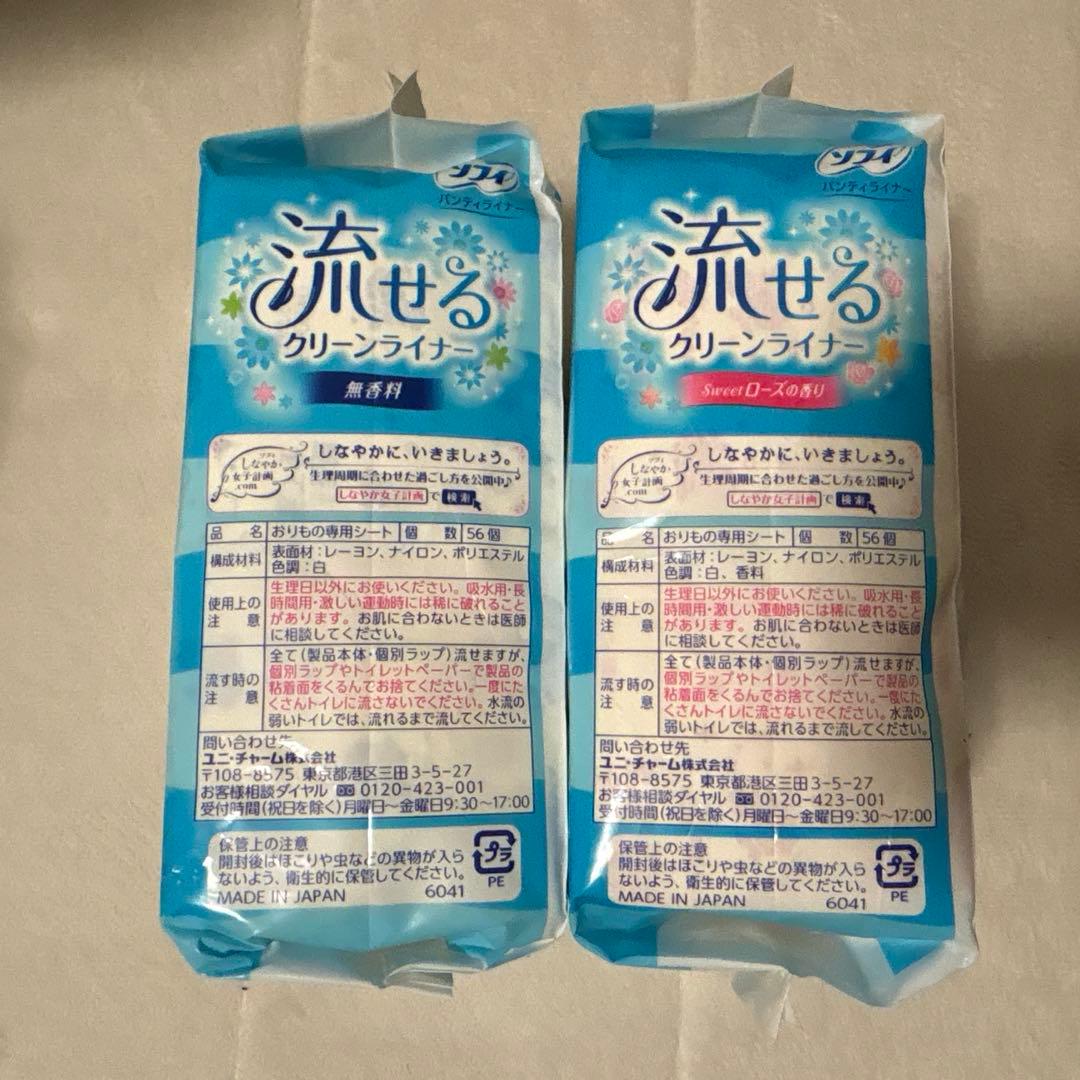 ソフィ
パンティライナー
流せる
クリーンライナー
無香料
ソフィ
しなやか
女子計画
.com
しなやかに、いきましょう。
生理周期に合わせた過ごし方を公開中♪
しなやか女子計画 で 検索
品 名 おりもの専用シート 個 数 56個
構成材料 表面材:レーヨン、ナイロン、ポリエステル
色調:白
使用上の注意 生理日以外にお使いください。吸水用・長
時間用・激しい運動時には稀に破れること
があります。お肌に合わないときは医師
に相談してください。
流す時の注意 全て(製品本体・個別ラップ)流せますが、
個別ラップやトイレットペーパーで製品の
粘着面をくるんでお捨てください。一度にた
くさんトイレに流さないでください。水流の
弱いトイレでは、流れるまで流してください。
問い合わせ先
ユニ・チャーム株式会社
〒108-8575 東京都港区三田3-5-27
お客様相談ダイヤル 0120-423-001
受付時間(祝日を除く)月曜日〜金曜日9:30〜17:00
保管上の注意
開封後はほこりや虫などの異物が入ら
ないよう、衛生的に保管してください。
MADE IN JAPAN 6041
プラ
PE
ソフィ
パンティライナー
流せる
クリーンライナー
Sweetローズの香り
ソフィ
しなやか
女子計画
.com
しなやかに、いきましょう。
生理周期に合わせた過ごし方を公開中♪
しなやか女子計画 で 検索
品 名 おりもの専用シート 個 数 56個
構成材料 表面材:レーヨン、ナイロン、ポリエステル
色調:白、香料
使用上の注意 生理日以外にお使いください。吸水用・長
時間用・激しい運動時には稀に破れること
があります。お肌に合わないときは医師
に相談してください。
流す時の注意 全て(製品本体・個別ラップ)流せますが、
個別ラップやトイレットペーパーで製品の
粘着面をくるんでお捨てください。一度にた
くさんトイレに流さないでください。水流の
弱いトイレでは、流れるまで流してください。
問い合わせ先
ユニ・チャーム株式会社
〒108-8575 東京都港区三田3-5-27
お客様相談ダイヤル 0120-423-001
受付時間(祝日を除く)月曜日〜金曜日9:30〜17:00
保管上の注意
開封後はほこりや虫などの異物が入ら
ないよう、衛生的に保管してください。
MADE IN JAPAN 6041
プラ
PE